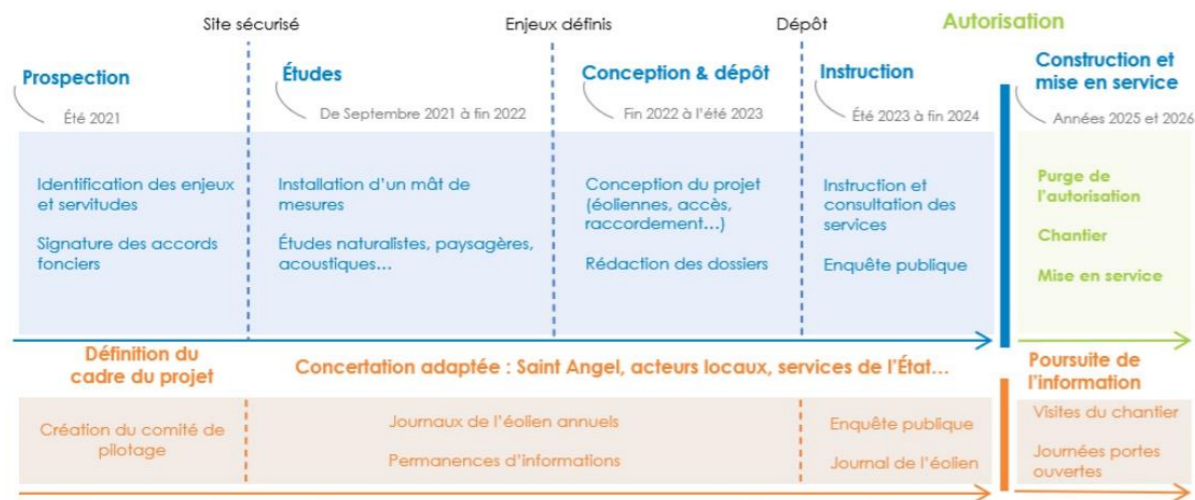 Site sécurisé
Enjeux définis
Dépôt
Autorisation
Prospection
Été 2021
Études
De Septembre 2021 à fin 2022
Conception & dépôt
Fin 2022 à l'été 2023
Instruction
Été 2023 à fin 2024
Construction et
mise en service
Années 2025 et 2026
Identification des enjeux
et servitudes
Signature des accords
fonciers
Installation d'un mât de
mesures
Études naturalistes, paysagères,
acoustiques...
Conception du projet
(éoliennes, accès,
raccordement...)
Rédaction des dossiers
Instruction et
consultation des
services
Enquête publique
Purge de
l'autorisation
Chantier
Mise en service
Définition du
cadre du projet
Concertation adaptée : Saint Angel, acteurs locaux, services de l'État...
Poursuite de
l'information
Création du comité de
pilotage
Journaux de l'éolien annuels
Permanences d'informations
Enquête publique
Journal de l'éolien
Visites du chantier
Journées portes
ouvertes